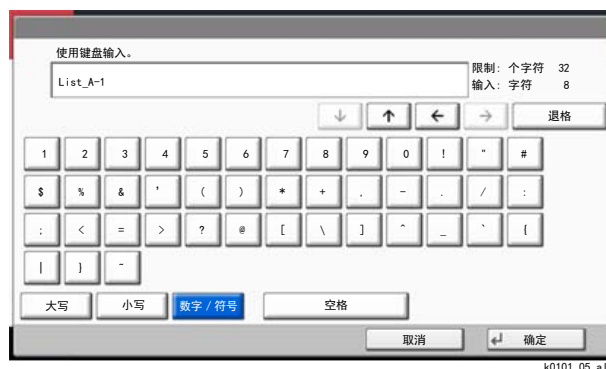 使用键盘输入。
List_A-1
限制: 个字符 32
输入: 字符 8
↓ ↑ ← → 退格
1 2 3 4 5 6 7 8 9 0 ! " #
$ % & ' ( ) * + , - . / :
; < = > ? @ [ \ ] ^ _ ` {
| } ~
大写 小写 数字 / 符号 空格
取消 确定